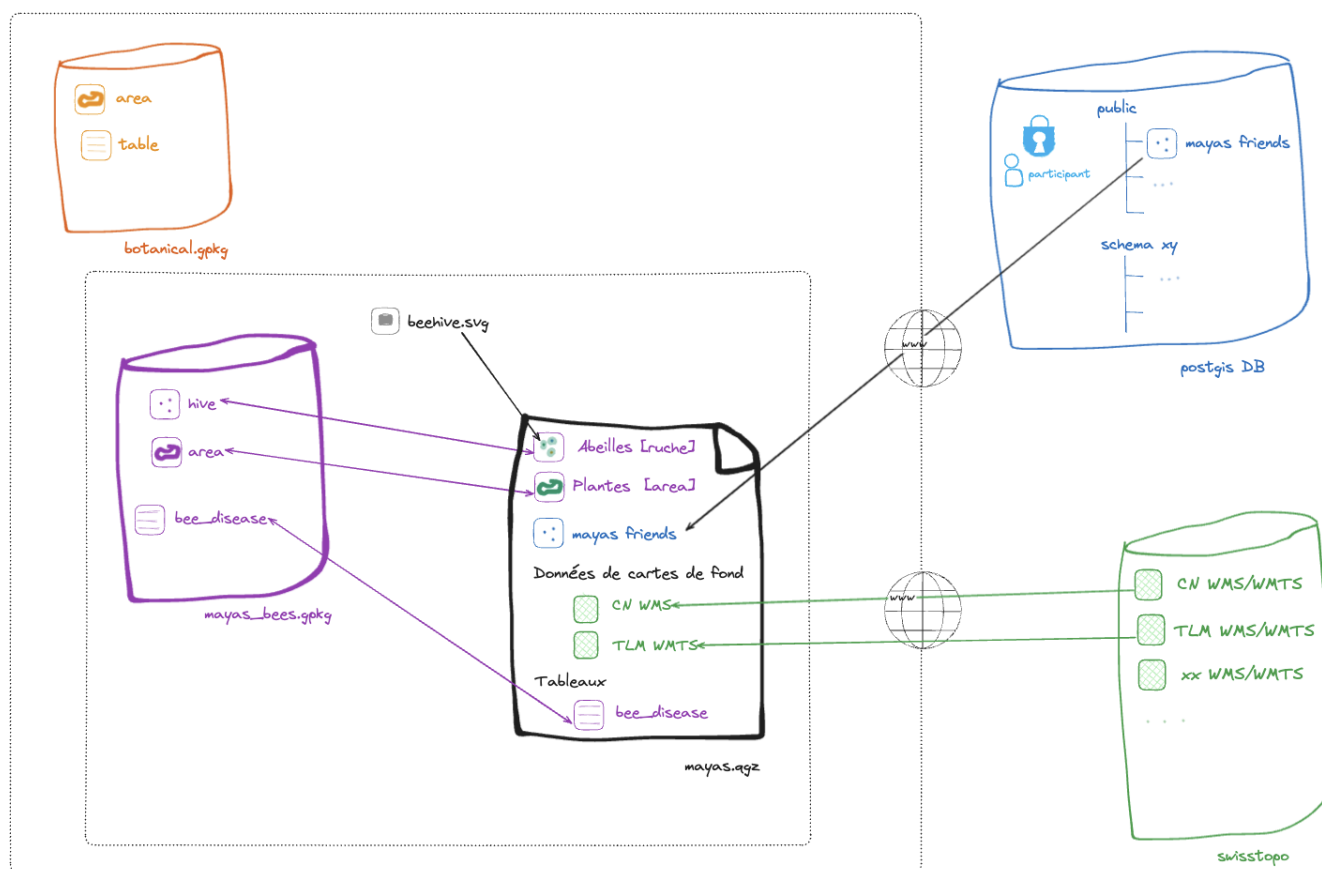 area
table
botanical.gpkg
public
mayas friends
participant
...
schema xy
...
postgis DB
beehive.svg
www
hive
area
bee_disease
mayas_bees.gpkg
Abeilles [ruche]
Plantes [area]
mayas friends
Données de cartes de fond
CN WMS
TLM WMTS
Tableaux
bee_disease
mayas.qgz
www
CN WMS/WMTS
TLM WMS/WMTS
xx WMS/WMTS
...
swisstopo